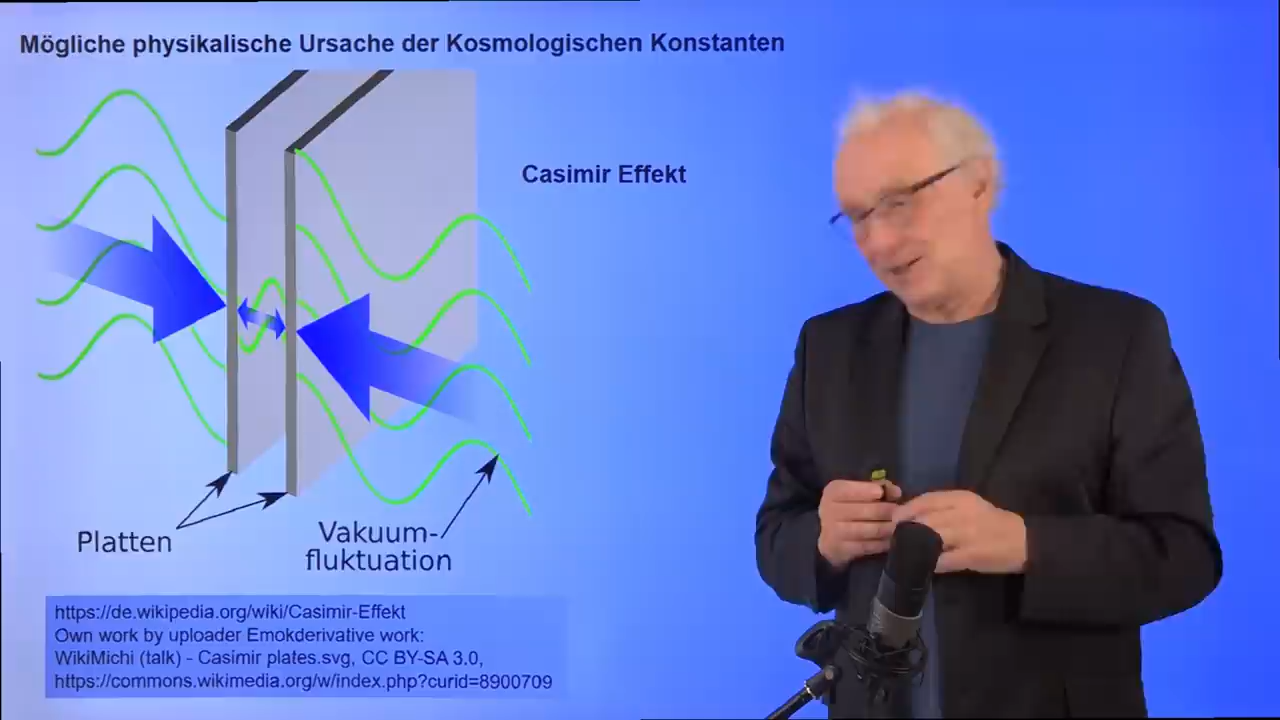 Mögliche physikalische Ursache der Kosmologischen Konstanten
Casimir Effekt
Platten
Vakuum-
fluktuation
https://de.wikipedia.org/wiki/Casimir-Effekt
Own work by uploader Emokderivative work:
WikiMichi (talk) - Casimir plates.svg, CC BY-SA 3.0,
https://commons.wikimedia.org/w/index.php?curid=8900709